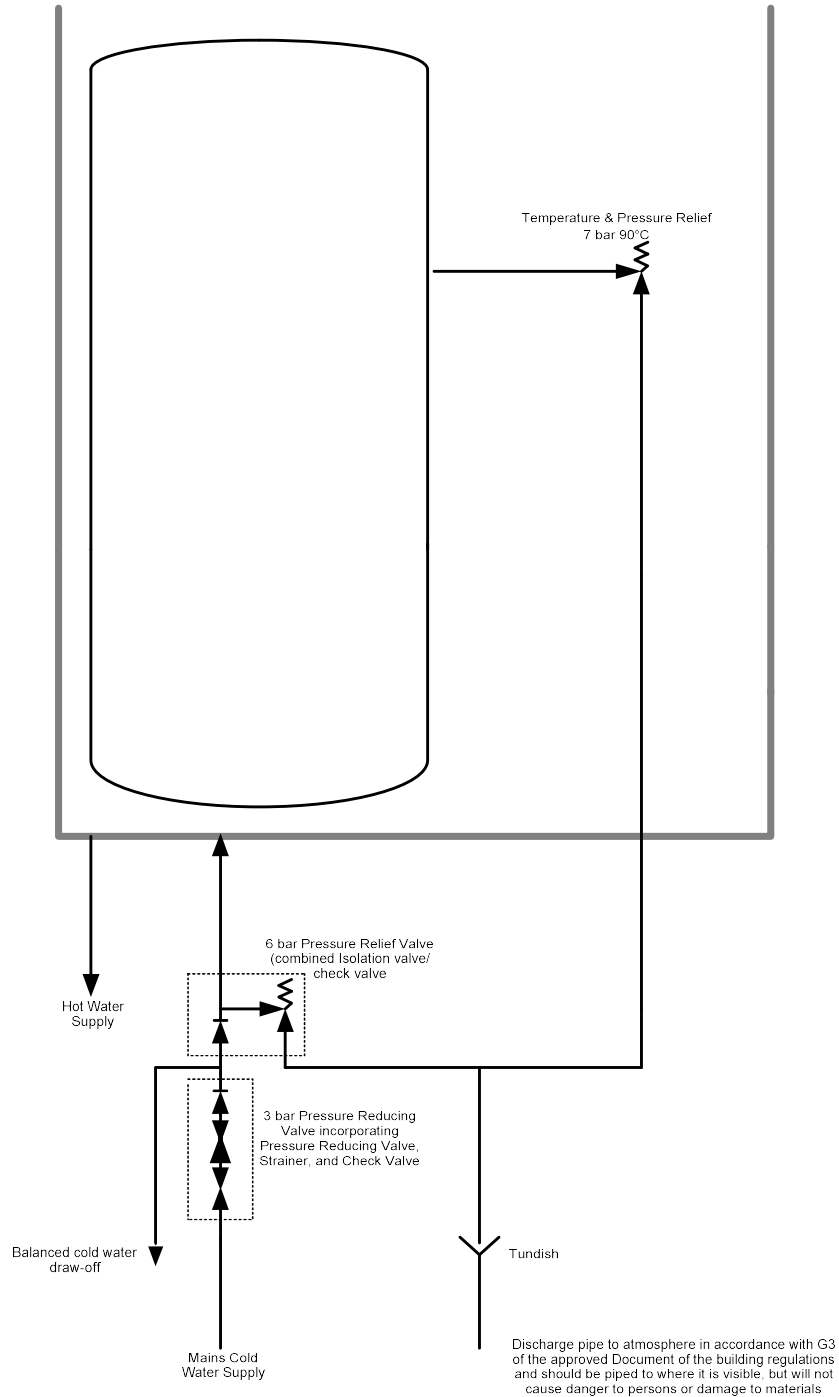 Temperature & Pressure Relief
7 bar 90°C
6 bar Pressure Relief Valve
(combined Isolation valve/
check valve
Hot Water
Supply
3 bar Pressure Reducing
Valve incorporating
Pressure Reducing Valve,
Strainer, and Check Valve
Balanced cold water
draw-off
Tundish
Mains Cold
Water Supply
Discharge pipe to atmosphere in accordance with G3
of the approved Document of the building regulations
and should be piped to where it is visible, but will not
cause danger to persons or damage to materials.